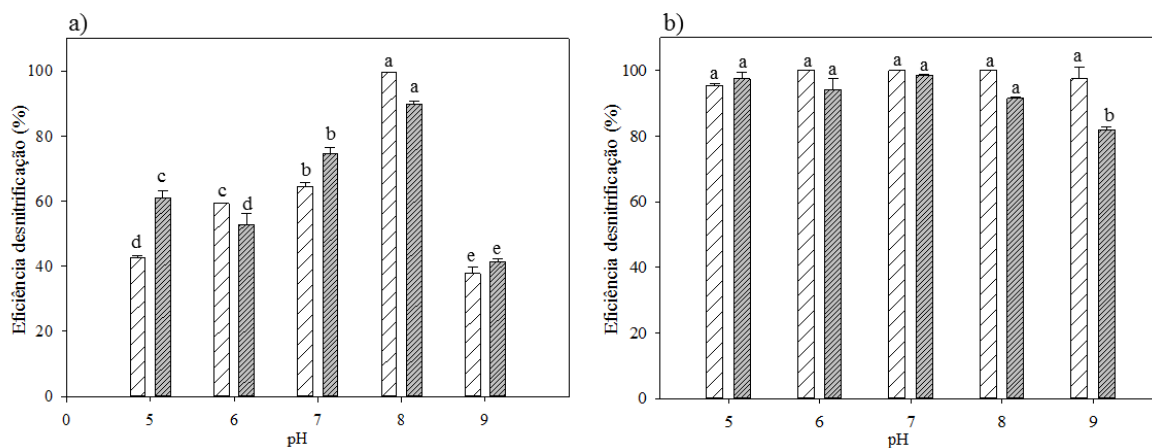 a)
Eficiência desnitrificação (%)
100
80
60
40
20
0
d c c d b b a a e e
0 5 6 7 8 9
pH
b)
Eficiência desnitrificação (%)
100
80
60
40
20
0
a a a a a a a a a b
5 6 7 8 9
pH